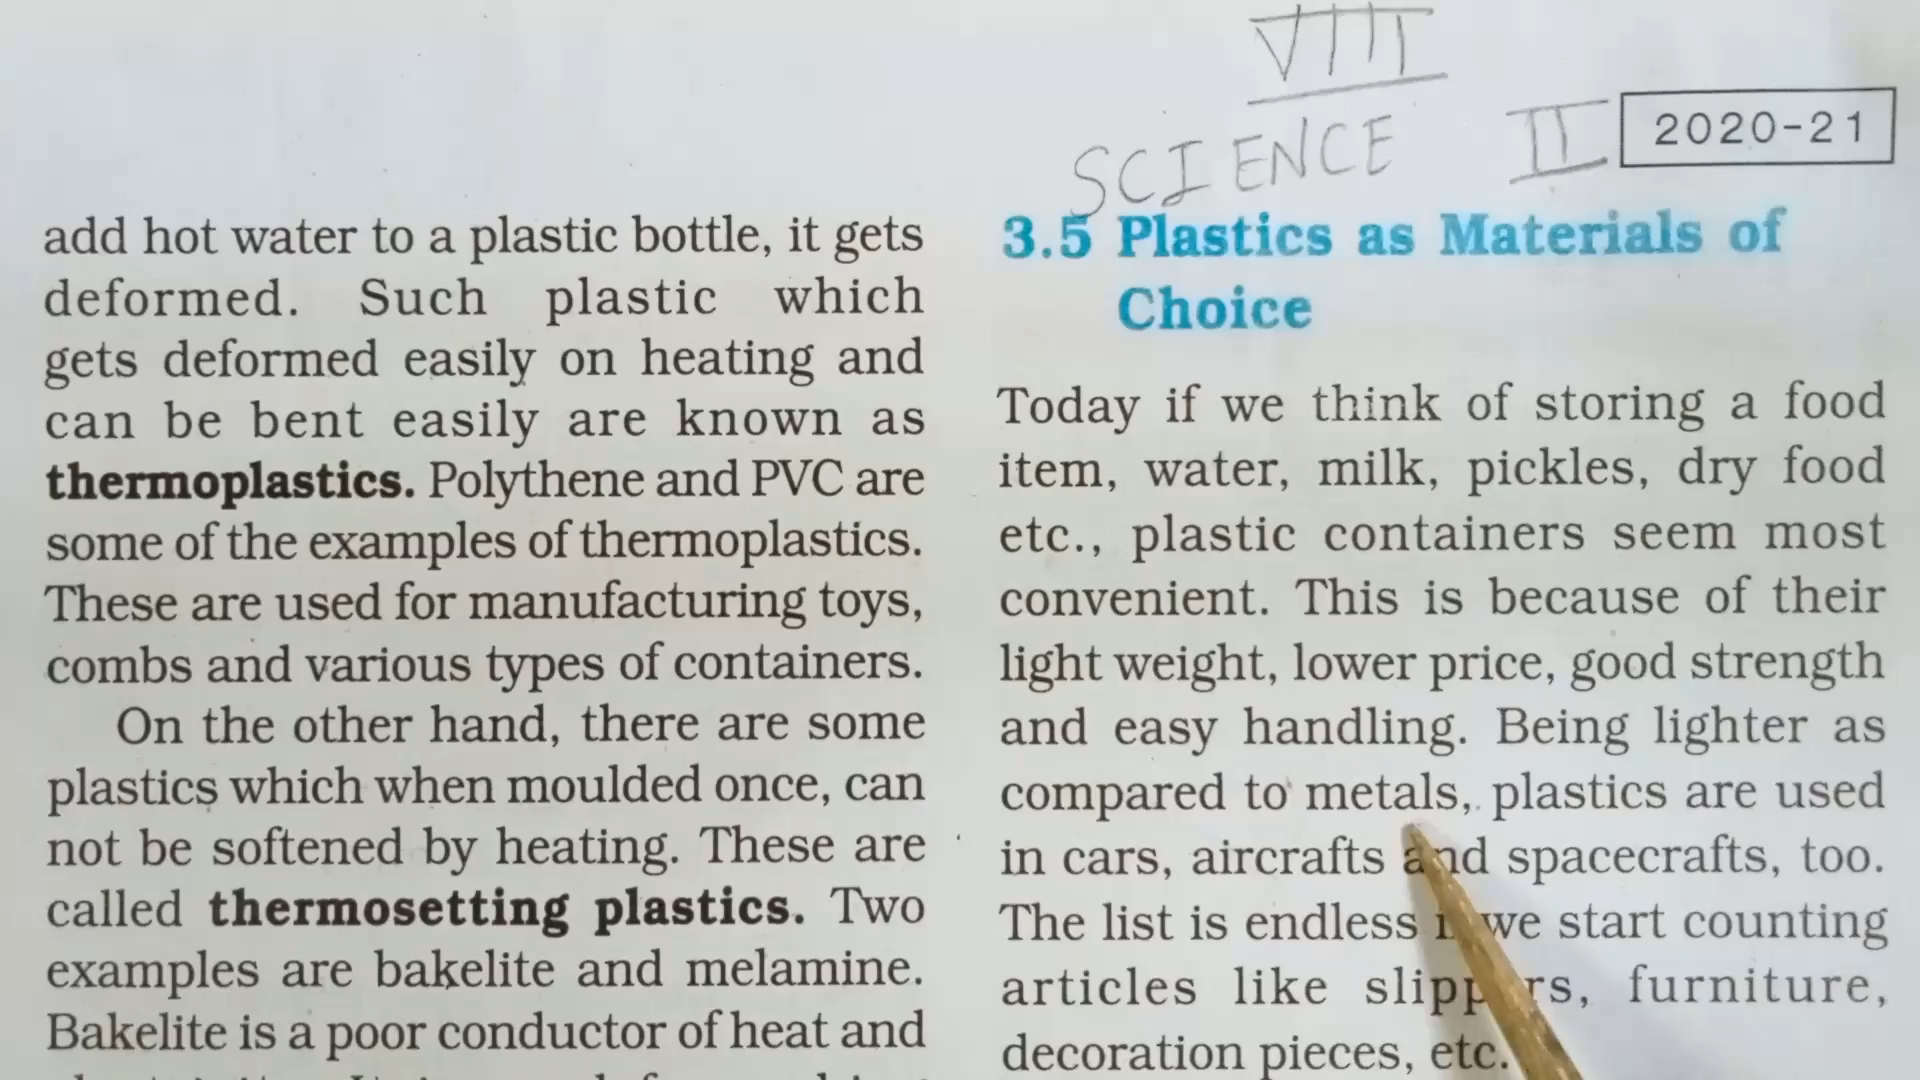 VIII
SCIENCE II
2020-21
add hot water to a plastic bottle, it gets
deformed. Such plastic which
gets deformed easily on heating and
can be bent easily are known as
thermoplastics. Polythene and PVC are
some of the examples of thermoplastics.
These are used for manufacturing toys,
combs and various types of containers.
On the other hand, there are some
plastics which when moulded once, can
not be softened by heating. These are
called thermosetting plastics. Two
examples are bakelite and melamine.
Bakelite is a poor conductor of heat and
3.5 Plastics as Materials of
Choice
Today if we think of storing a food
item, water, milk, pickles, dry food
etc., plastic containers seem most
convenient. This is because of their
light weight, lower price, good strength
and easy handling. Being lighter as
compared to metals, plastics are used
in cars, aircrafts and spacecrafts, too.
The list is endless if we start counting
articles like slippers, furniture,
decoration pieces, etc.